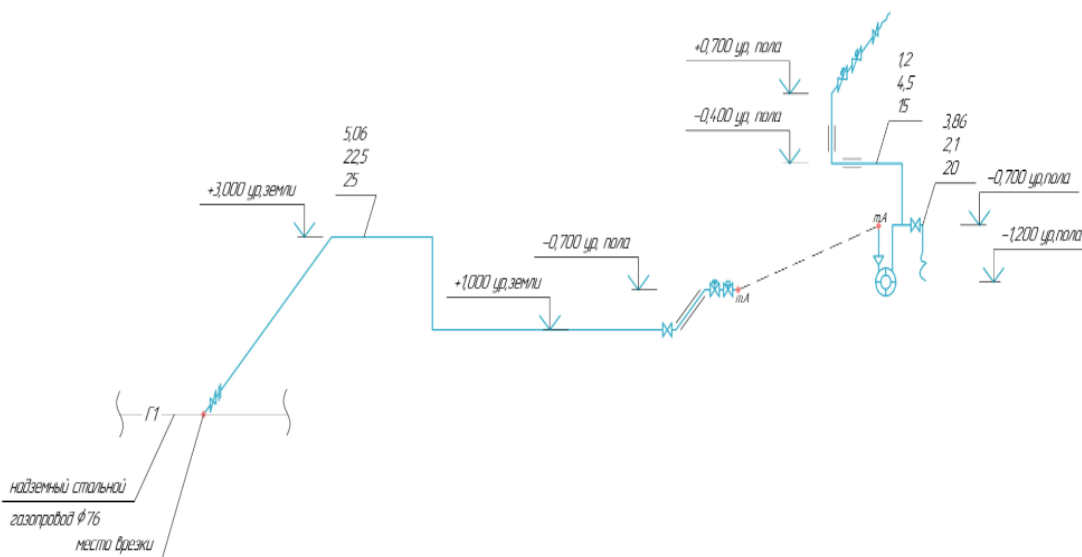 +0,700 ур. пола
1,2
4,5
15
-0,400 ур. пола
3,86
2,1
20
5,06
22,5
25
+3,000 ур.земли
-0,700 ур.пола
т.А
-0,700 ур. пола
-1,200 ур.пола
+1,000 ур.земли
т.А
Г1
надземный стальной
газопровод ф76
место врезки